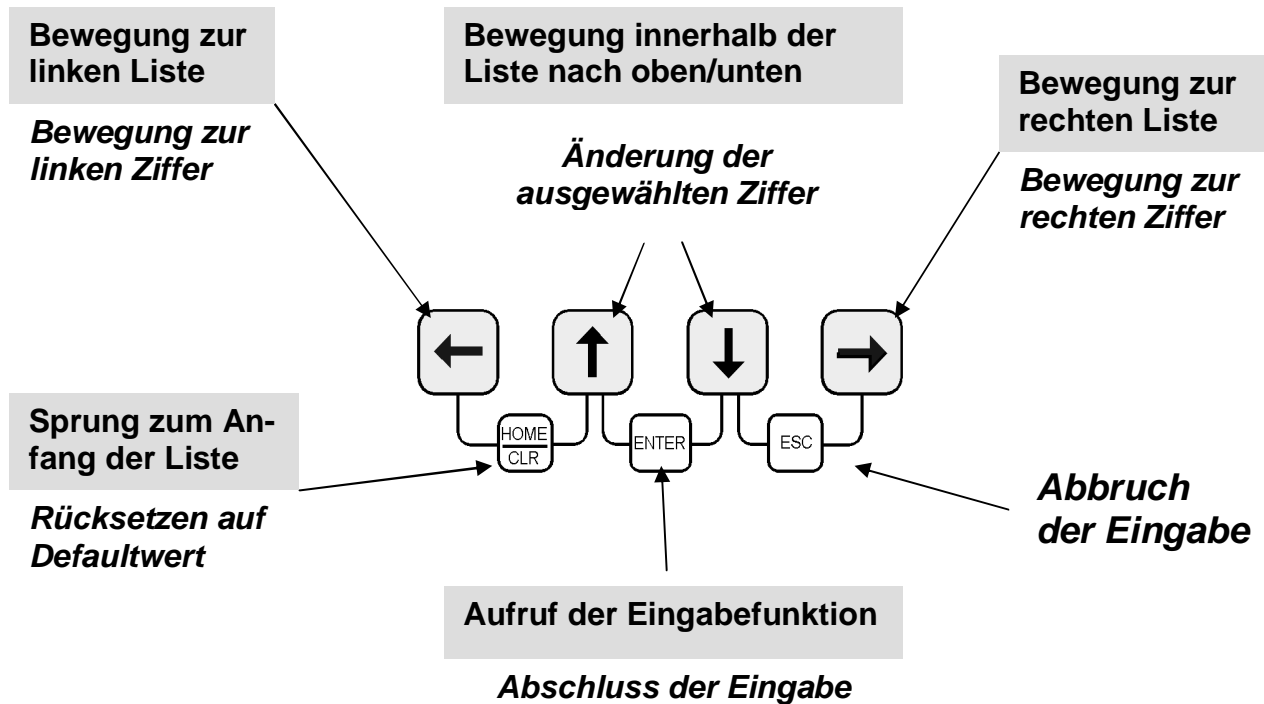 Bewegung zur
linken Liste
Bewegung zur
linken Ziffer
Bewegung innerhalb der
Liste nach oben/unten
Änderung der
ausgewählten Ziffer
Bewegung zur
rechten Liste
Bewegung zur
rechten Ziffer
Sprung zum An-
fang der Liste
Rücksetzen auf
Defaultwert
HOME
CLR
ENTER
ESC
Abbruch
der Eingabe
Aufruf der Eingabefunktion
Abschluss der Eingabe